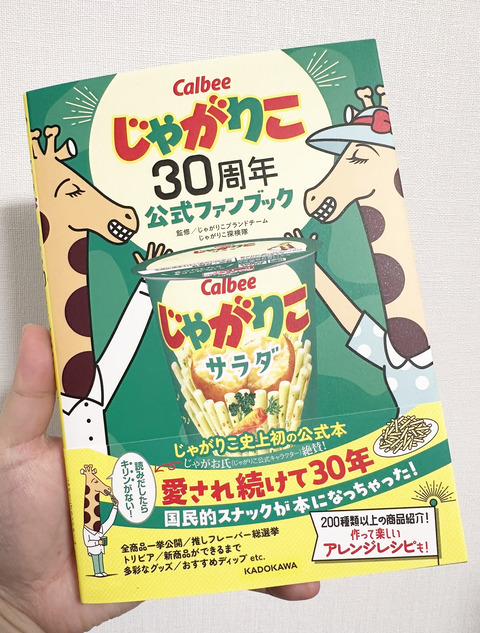 Calbee
じゃがりこ
30周年
公式ファンブック
監修／じゃがりこブランドチーム
じゃがりこ探検隊
Calbee
じゃがりこ
サラダ
じゃがりこ史上初の公式本
じゃがお氏(じゃがりこ公式キャラクター)絶賛!
読みだしたら
キリンがない!
愛され続けて30年
国民的スナックが本になっちゃった!
全商品一挙公開／推しフレーバー総選挙
トリビア／新商品ができるまで
多彩なグッズ／おすすめディップ etc.
KADOKAWA
200種類以上の商品紹介!
作って楽しい
アレンジレシピも!